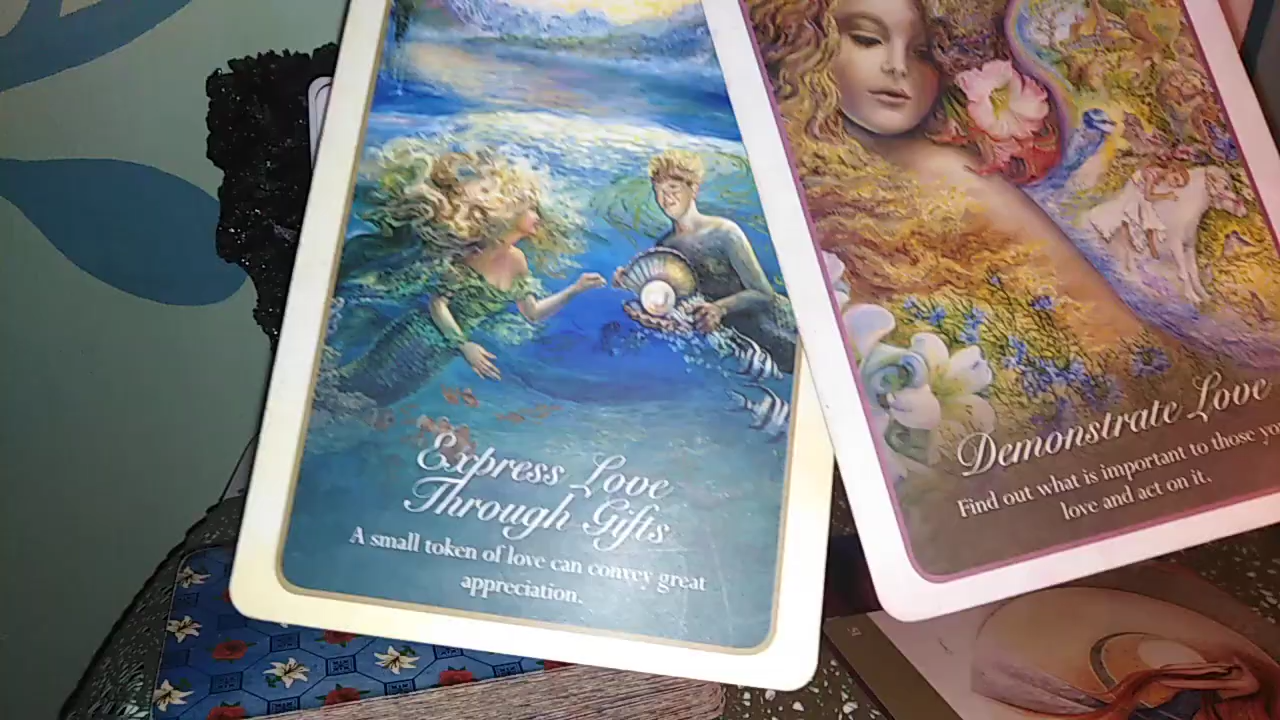 Express Love
Through Gifts
A small token of love can convey great
appreciation.
Demonstrate Love
Find out what is important to those you
love and act on it.